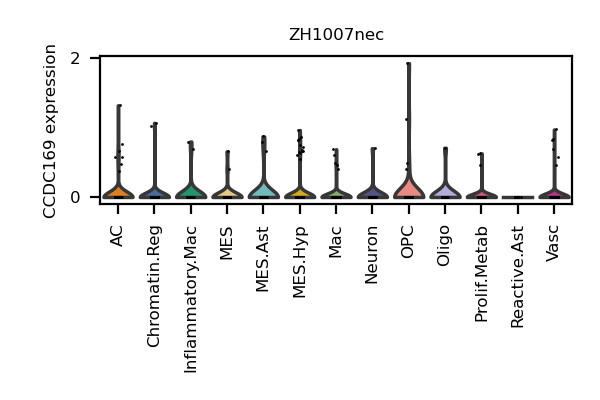 ZH1007nec
CCDC169 expression
2
0
AC
Chromatin.Reg
Inflammatory.Mac
MES
MES.Ast
MES.Hyp
Mac
Neuron
OPC
Oligo
Prolif.Metab
Reactive.Ast
Vasc